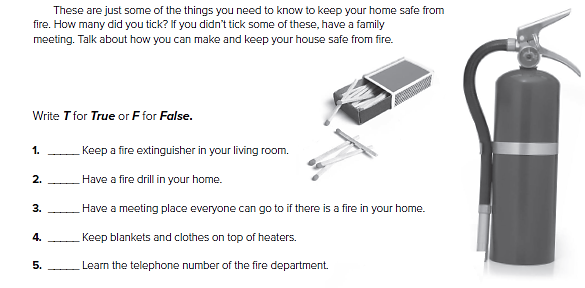 These are just some of the things you need to know to keep your home safe from
fire. How many did you tick? If you didn't tick some of these, have a family
meeting. Talk about how you can make and keep your house safe from fire.
Write T for True or F for False.
1. ______ Keep a fire extinguisher in your living room.
2. ______ Have a fire drill in your home.
3. ______ Have a meeting place everyone can go to if there is a fire in your home.
4. ______ Keep blankets and clothes on top of heaters.
5. ______ Learn the telephone number of the fire department.